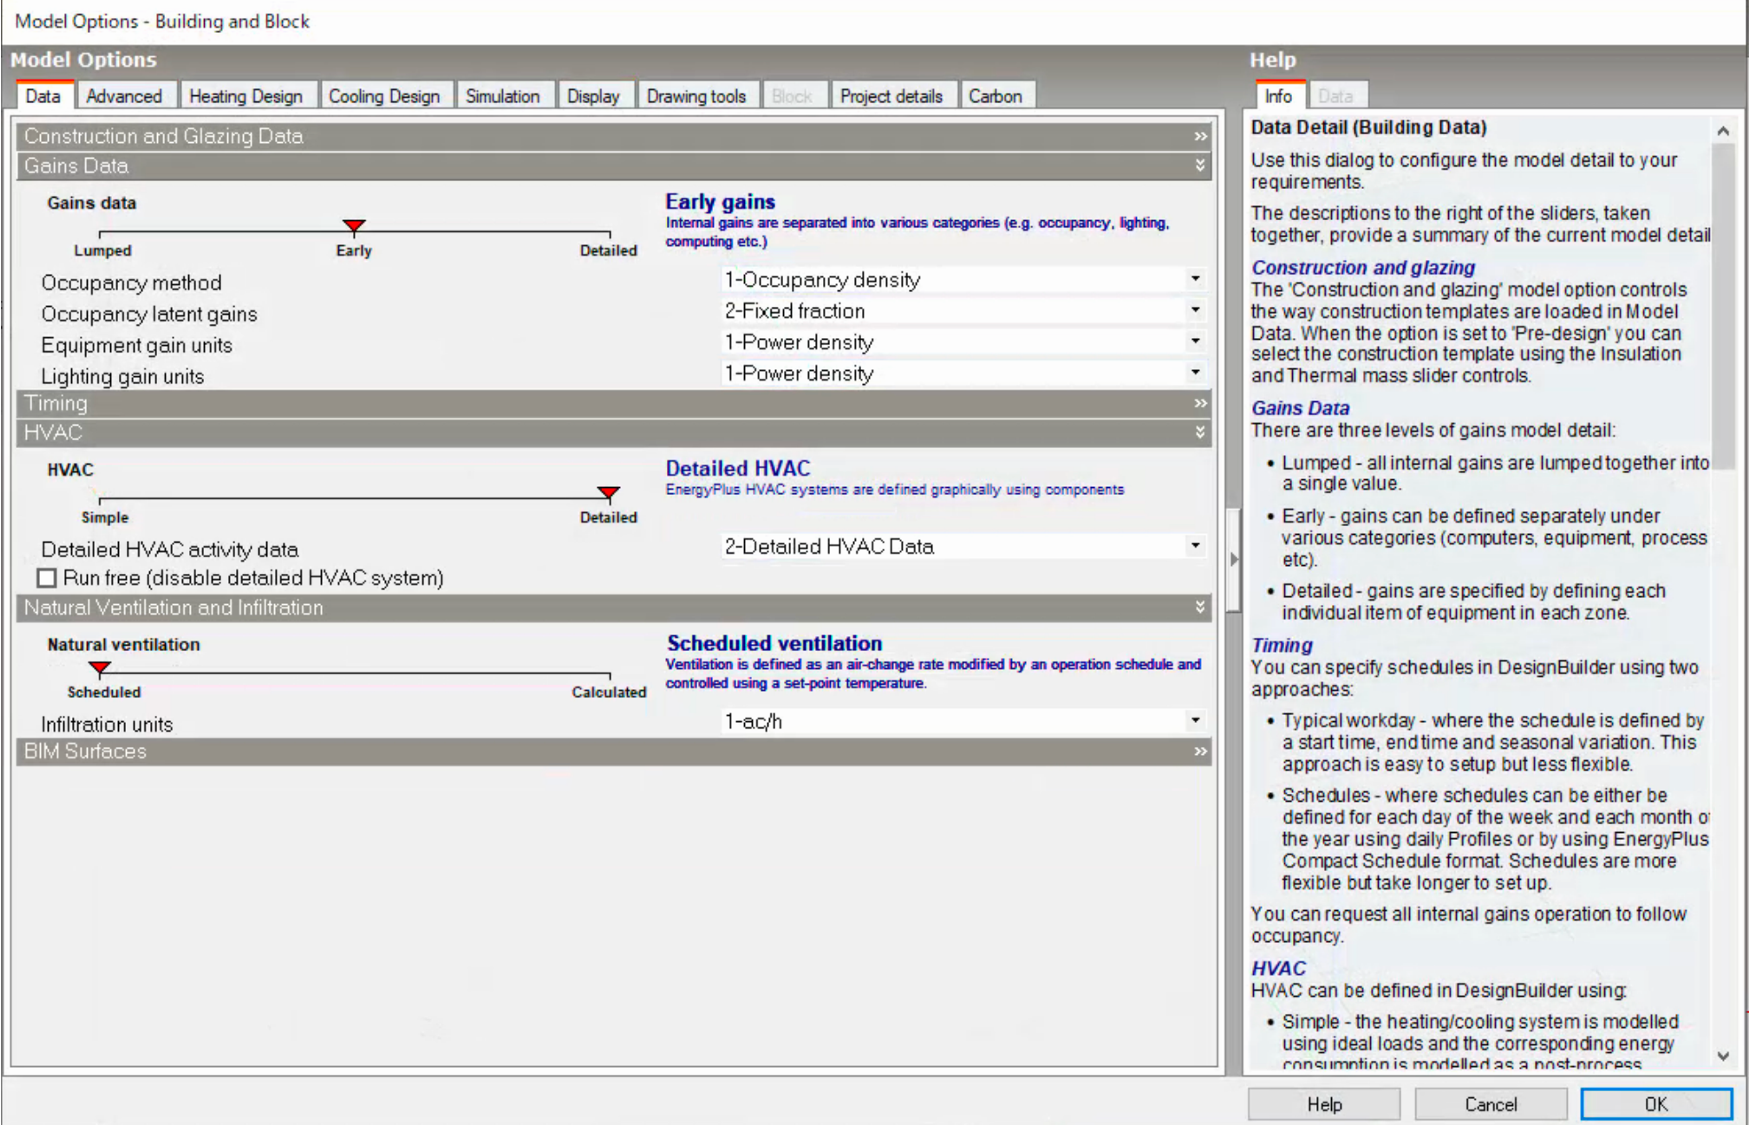 Model Options - Building and Block
Model Options
Data
Advanced
Heating Design
Cooling Design
Simulation
Display
Drawing tools
Block
Project details
Carbon
Construction and Glazing Data
Gains Data
Gains data
Lumped
Early
Detailed
Early gains
Internal gains are separated into various categories (e.g. occupancy, lighting,
computing etc.)
Occupancy method
1-Occupancy density
Occupancy latent gains
2-Fixed fraction
Equipment gain units
1-Power density
Lighting gain units
1-Power density
Timing
HVAC
HVAC
Simple
Detailed
Detailed HVAC
EnergyPlus HVAC systems are defined graphically using components
Detailed HVAC activity data
2-Detailed HVAC Data
Run free (disable detailed HVAC system)
Natural Ventilation and Infiltration
Natural ventilation
Scheduled
Calculated
Scheduled ventilation
Ventilation is defined as an air-change rate modified by an operation schedule and
controlled using a set-point temperature.
Infiltration units
1-ac/h
BIM Surfaces
Help
Info
Data
Data Detail (Building Data)
Use this dialog to configure the model detail to your
requirements.
The descriptions to the right of the sliders, taken
together, provide a summary of the current model detail
Construction and glazing
The 'Construction and glazing' model option controls
the way construction templates are loaded in Model
Data. When the option is set to 'Pre-design' you can
select the construction template using the Insulation
and Thermal mass slider controls.
Gains Data
There are three levels of gains model detail:
• Lumped - all internal gains are lumped together into
a single value.
• Early - gains can be defined separately under
various categories (computers, equipment, process
etc).
• Detailed - gains are specified by defining each
individual item of equipment in each zone.
Timing
You can specify schedules in DesignBuilder using two
approaches:
• Typical workday - where the schedule is defined by
a start time, end time and seasonal variation. This
approach is easy to setup but less flexible.
• Schedules - where schedules can be either be
defined for each day of the week and each month of
the year using daily Profiles or by using EnergyPlus
Compact Schedule format. Schedules are more
flexible but take longer to set up.
You can request all internal gains operation to follow
occupancy.
HVAC
HVAC can be defined in DesignBuilder using:
• Simple - the heating/cooling system is modelled
using ideal loads and the corresponding energy
consumption is modelled as a post-process
Help
Cancel
OK